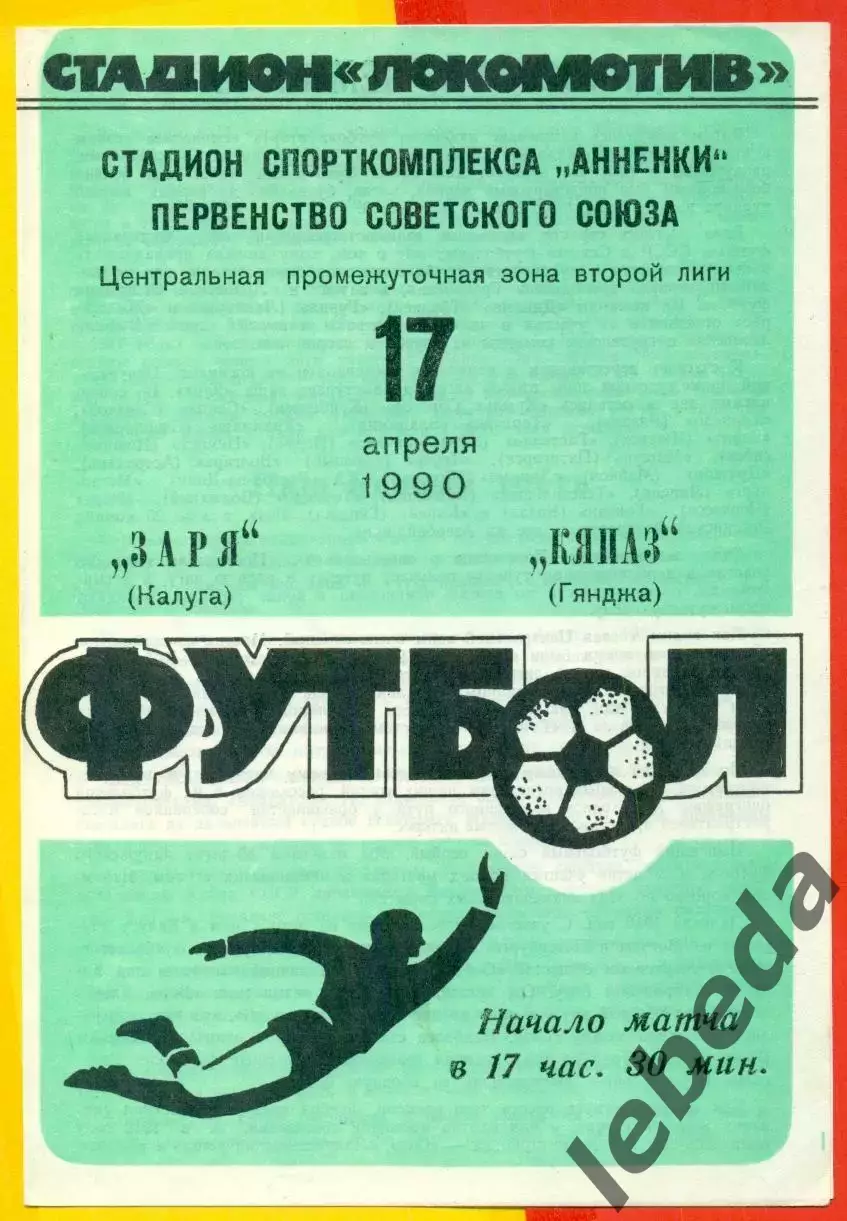 СТАДИОН «ЛОКОМОТИВ»
СТАДИОН СПОРТКОМПЛЕКСА „АННЕНКИ“
ПЕРВЕНСТВО СОВЕТСКОГО СОЮЗА
Центральная промежуточная зона второй лиги
17
апреля
1990
„ЗАРЯ“
(Калуга)
„КЯПАЗ“
(Гянджа)
ФУТБОЛ
Начало матча
в 17 час. 30 мин.
lebeda